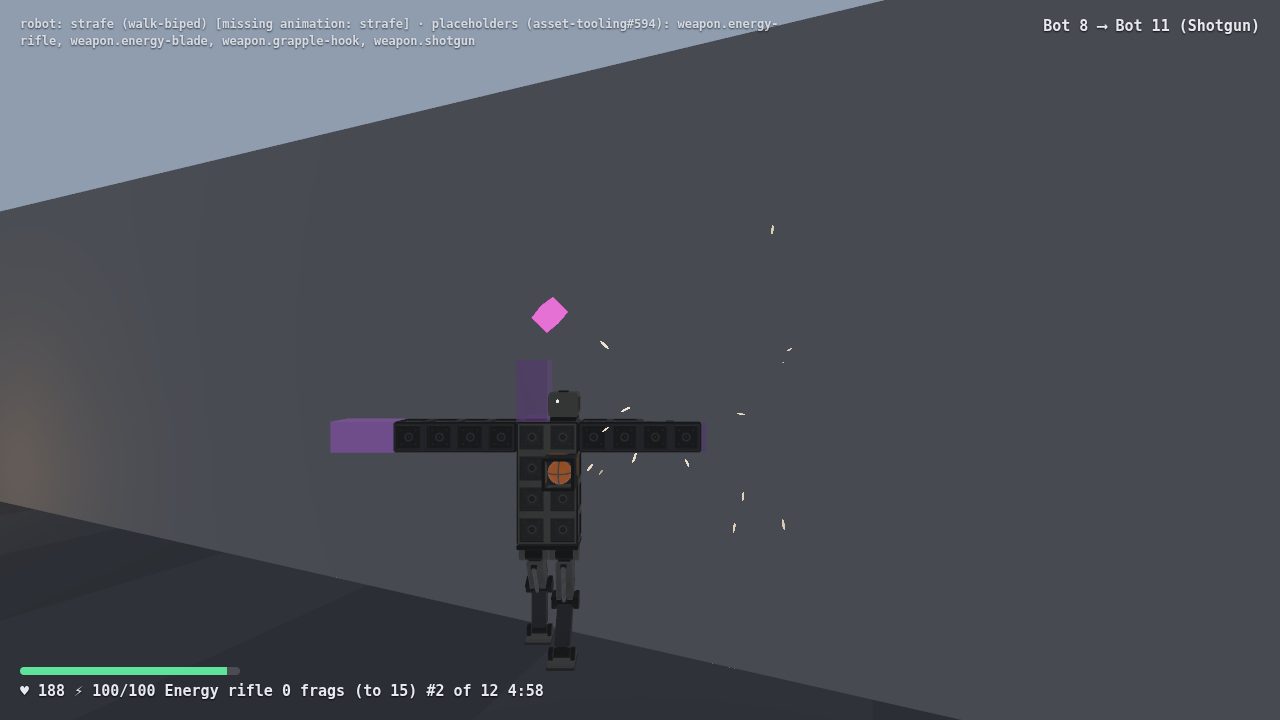 robot: strafe (walk-biped) [missing animation: strafe] · placeholders (asset-tooling#594): weapon.energy-
rifle, weapon.energy-blade, weapon.grapple-hook, weapon.shotgun
Bot 8 → Bot 11 (Shotgun)
♥ 188 ⚡ 100/100 Energy rifle 0 frags (to 15) #2 of 12 4:58